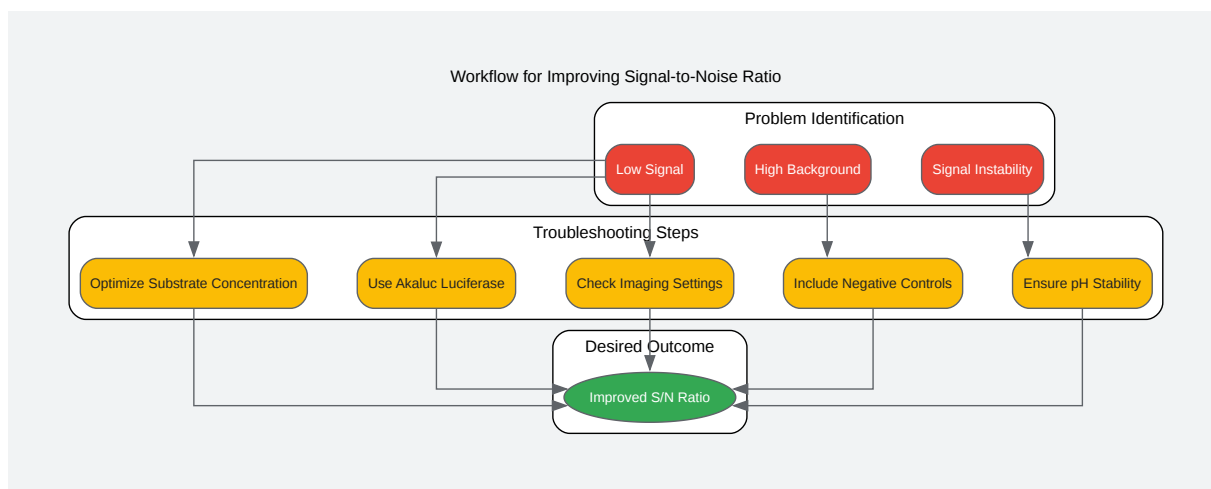 Workflow for Improving Signal-to-Noise Ratio
Problem Identification
Low Signal
High Background
Signal Instability
Troubleshooting Steps
Optimize Substrate Concentration
Use Akaluc Luciferase
Check Imaging Settings
Include Negative Controls
Ensure pH Stability
Desired Outcome
Improved S/N Ratio